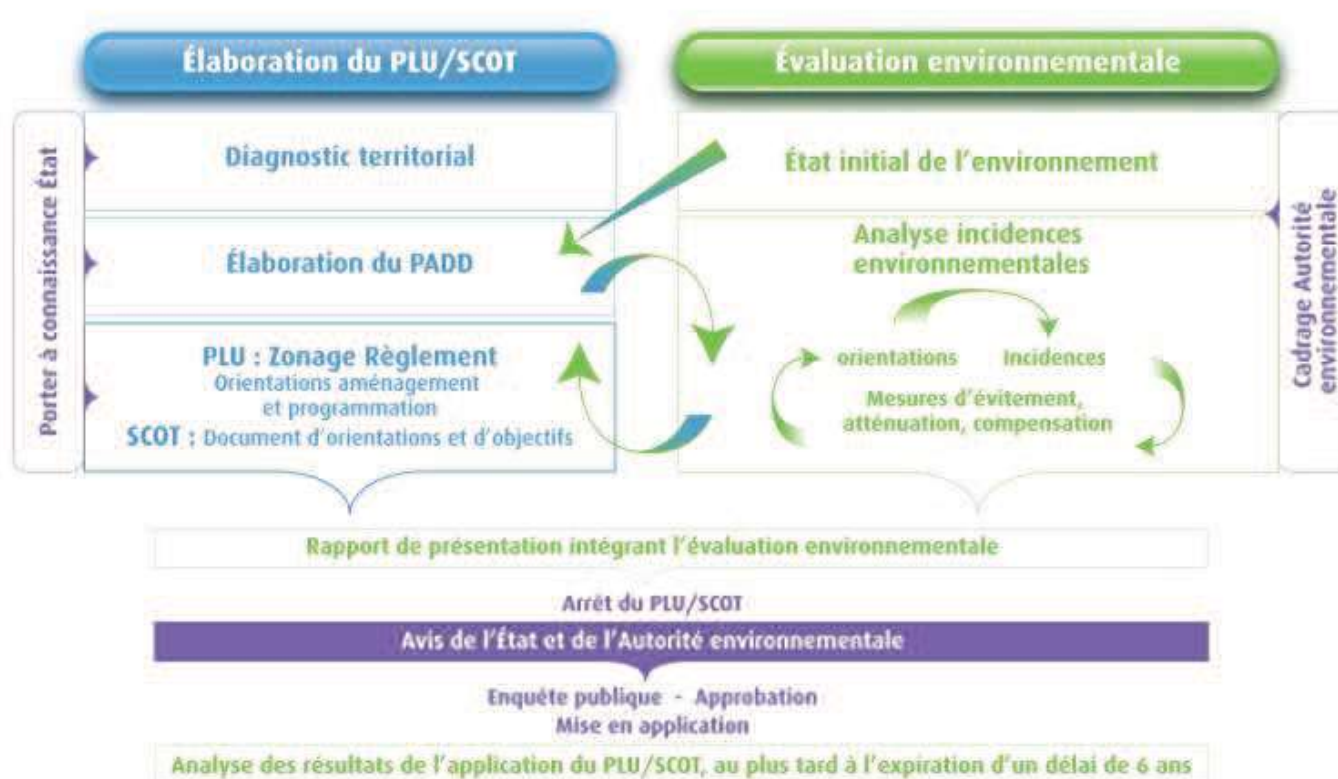 Élaboration du PLU/SCOT
Évaluation environnementale
Porter à connaissance État
Diagnostic territorial
Élaboration du PADD
PLU : Zonage Règlement
Orientations aménagement
et programmation
SCOT : Document d'orientations et d'objectifs
État initial de l'environnement
Analyse incidences
environnementales
orientations
Incidences
Mesures d'évitement,
atténuation, compensation
Cadrage Autorité
environnementale
Rapport de présentation intégrant l'évaluation environnementale
Arrêt du PLU/SCOT
Avis de l'État et de l'Autorité environnementale
Enquête publique - Approbation
Mise en application
Analyse des résultats de l'application du PLU/SCOT, au plus tard à l'expiration d'un délai de 6 ans